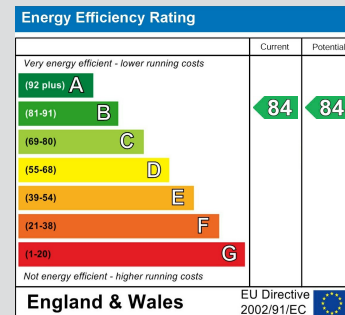 Energy Efficiency Rating
Current Potential
Very energy efficient - lower running costs
(92 plus) A
(81-91) B 84 84
(69-80) C
(55-68) D
(39-54) E
(21-38) F
(1-20) G
Not energy efficient - higher running costs
England & Wales
EU Directive
2002/91/EC